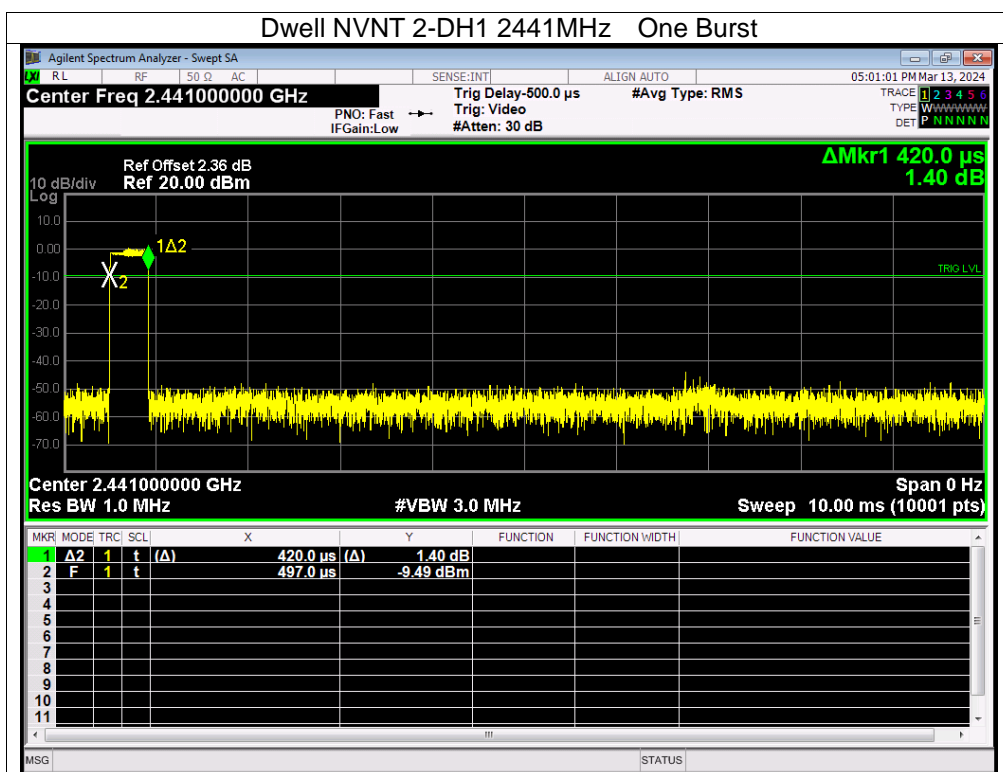 Dwell NVNT 2-DH1 2441MHz One Burst
Agilent Spectrum Analyzer - Swept SA
LXI RL RF 50 Ω AC SENSE:INT ALIGN AUTO 05:01:01 PM Mar 13, 2024
Center Freq 2.441000000 GHz Trig Delay-500.0 µs #Avg Type: RMS TRACE 1 2 3 4 5 6
PNO: Fast Trig: Video TYPE WWWWWW
IFGain:Low #Atten: 30 dB DET P N N N N N
ΔMkr1 420.0 µs
1.40 dB
Ref Offset 2.36 dB
10 dB/div Ref 20.00 dBm
Log
10.0
0.00
1Δ2
-10.0
2
TRIG LVL
-20.0
-30.0
-40.0
-50.0
-60.0
-70.0
Center 2.441000000 GHz Span 0 Hz
Res BW 1.0 MHz #VBW 3.0 MHz Sweep 10.00 ms (10001 pts)
MKR MODE TRC SCL X Y FUNCTION FUNCTION WIDTH FUNCTION VALUE
1 Δ2 1 t (Δ) 420.0 µs (Δ) 1.40 dB
2 F 1 t 497.0 µs -9.49 dBm
3
4
5
6
7
8
9
10
11
MSG STATUS